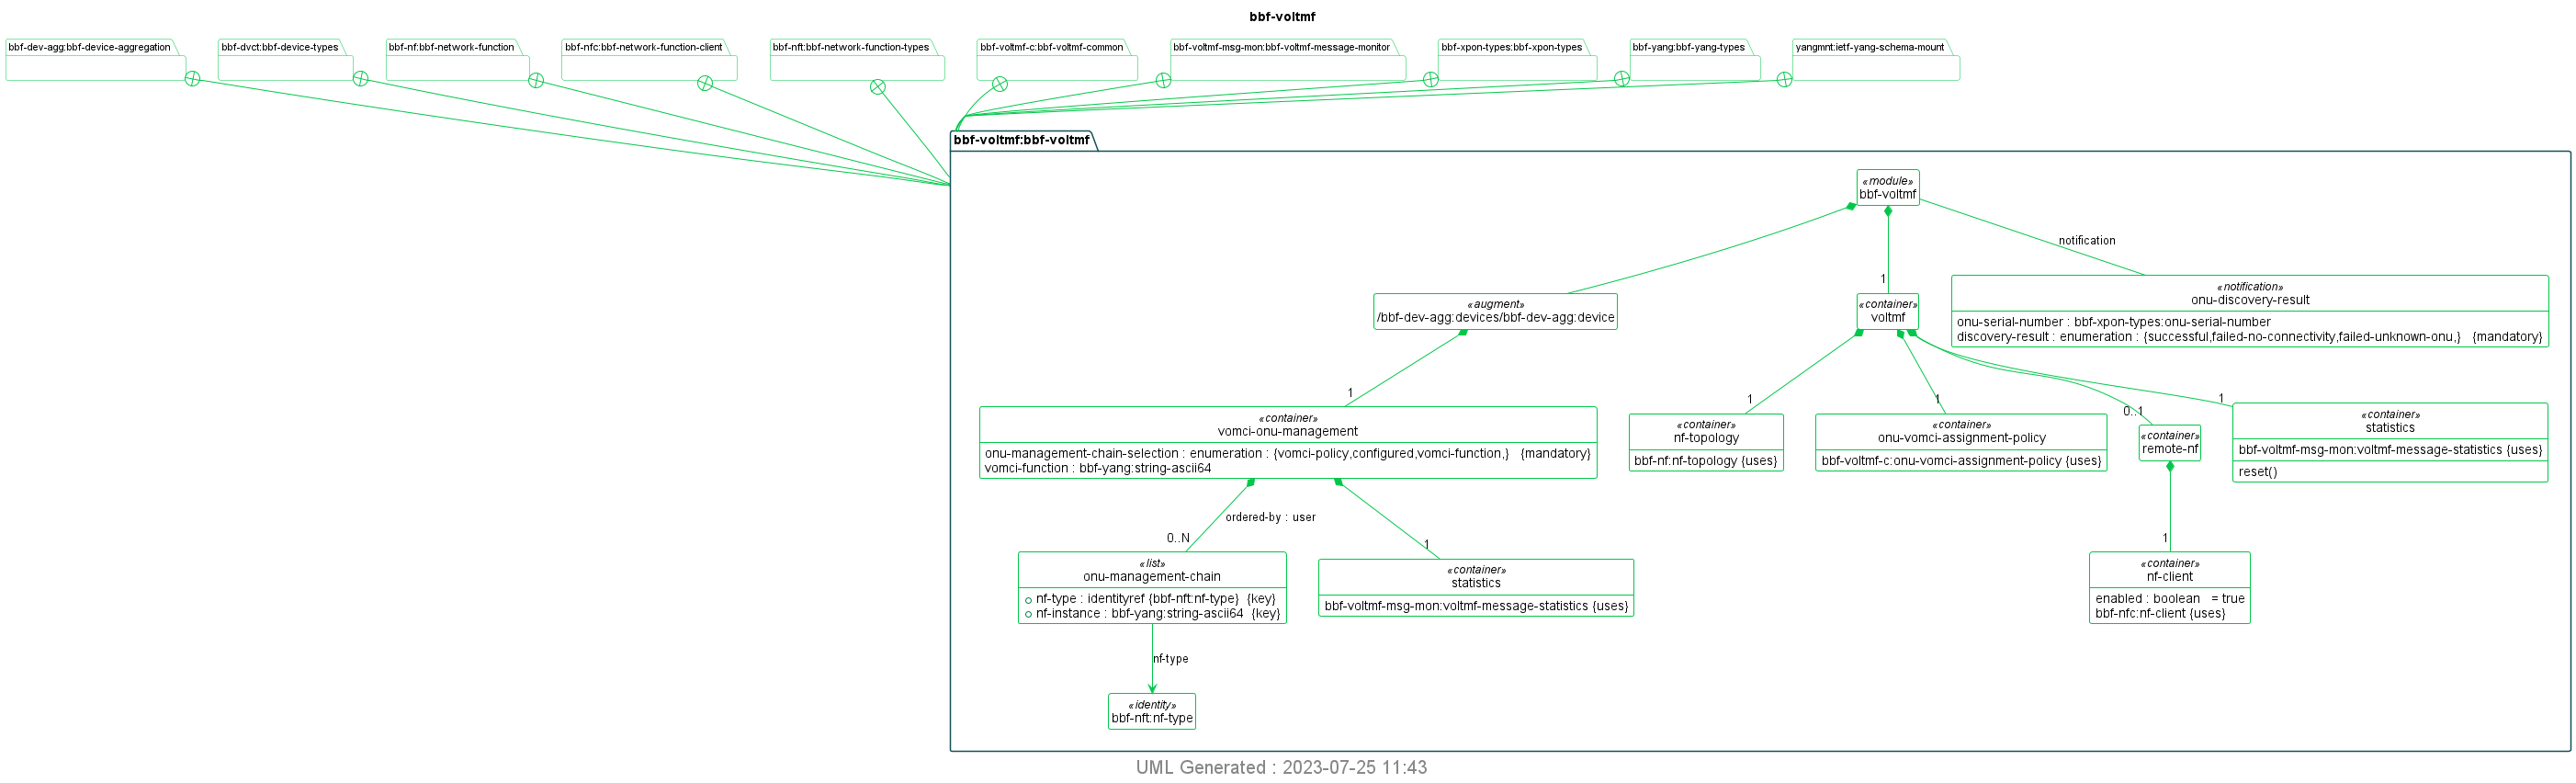 bbf-voltmf
bbf-dev-agg:bbf-device-aggregation
bbf-dvct:bbf-device-types
bbf-nf:bbf-network-function
bbf-nfc:bbf-network-function-client
bbf-nft:bbf-network-function-types
bbf-voltmf-c:bbf-voltmf-common
bbf-voltmf-msg-mon:bbf-voltmf-message-monitor
bbf-xpon-types:bbf-xpon-types
bbf-yang:bbf-yang-types
yangmnt:ietf-yang-schema-mount
bbf-voltmf:bbf-voltmf
«module»
bbf-voltmf
notification
1
«augment»
/bbf-dev-agg:devices/bbf-dev-agg:device
«container»
voltmf
«notification»
onu-discovery-result
onu-serial-number : bbf-xpon-types:onu-serial-number
discovery-result : enumeration : {successful,failed-no-connectivity,failed-unknown-onu,} {mandatory}
1
1
1
0..1
1
«container»
vomci-onu-management
onu-management-chain-selection : enumeration : {vomci-policy,configured,vomci-function,} {mandatory}
vomci-function : bbf-yang:string-ascii64
«container»
nf-topology
bbf-nf:nf-topology {uses}
«container»
onu-vomci-assignment-policy
bbf-voltmf-c:onu-vomci-assignment-policy {uses}
«container»
remote-nf
«container»
statistics
bbf-voltmf-msg-mon:voltmf-message-statistics {uses}
reset()
ordered-by : user
0..N
1
1
«list»
onu-management-chain
nf-type : identityref {bbf-nft:nf-type} {key}
nf-instance : bbf-yang:string-ascii64 {key}
«container»
statistics
bbf-voltmf-msg-mon:voltmf-message-statistics {uses}
«container»
nf-client
enabled : boolean = true
bbf-nfc:nf-client {uses}
nf-type
«identity»
bbf-nft:nf-type
UML Generated : 2023-07-25 11:43